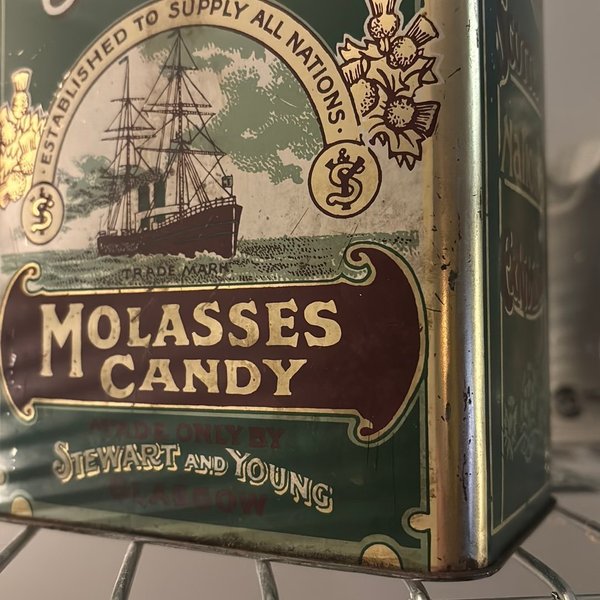 · ESTABLISHED TO SUPPLY ALL NATIONS ·
TRADE MARK
MOLASSES
CANDY
MADE ONLY BY
STEWART AND YOUNG
GLASGOW